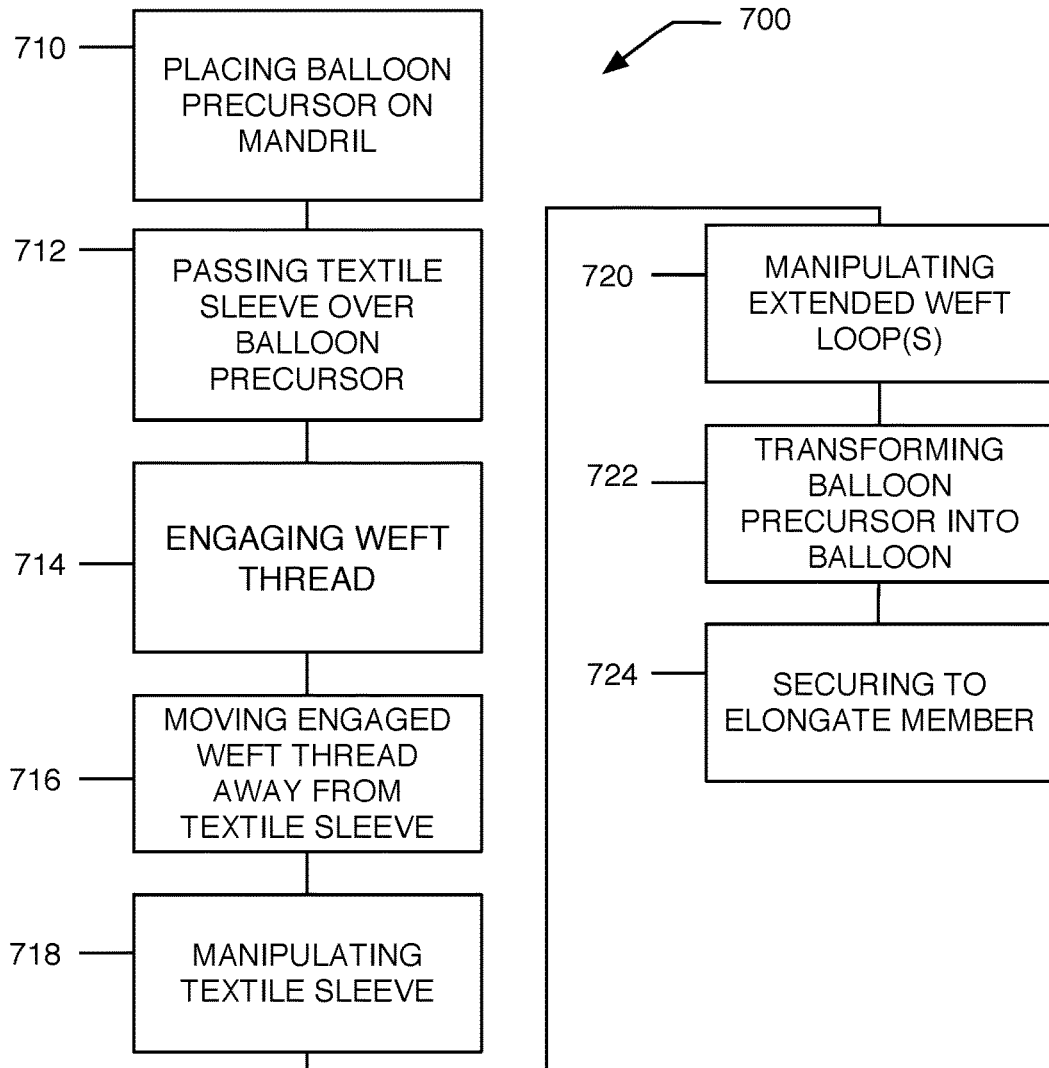 700
710
PLACING BALLOON
PRECURSOR ON
MANDRIL
712
PASSING TEXTILE
SLEEVE OVER
BALLOON
PRECURSOR
714
ENGAGING WEFT
THREAD
716
MOVING ENGAGED
WEFT THREAD
AWAY FROM
TEXTILE SLEEVE
718
MANIPULATING
TEXTILE SLEEVE
720
MANIPULATING
EXTENDED WEFT
LOOP(S)
722
TRANSFORMING
BALLOON
PRECURSOR INTO
BALLOON
724
SECURING TO
ELONGATE MEMBER